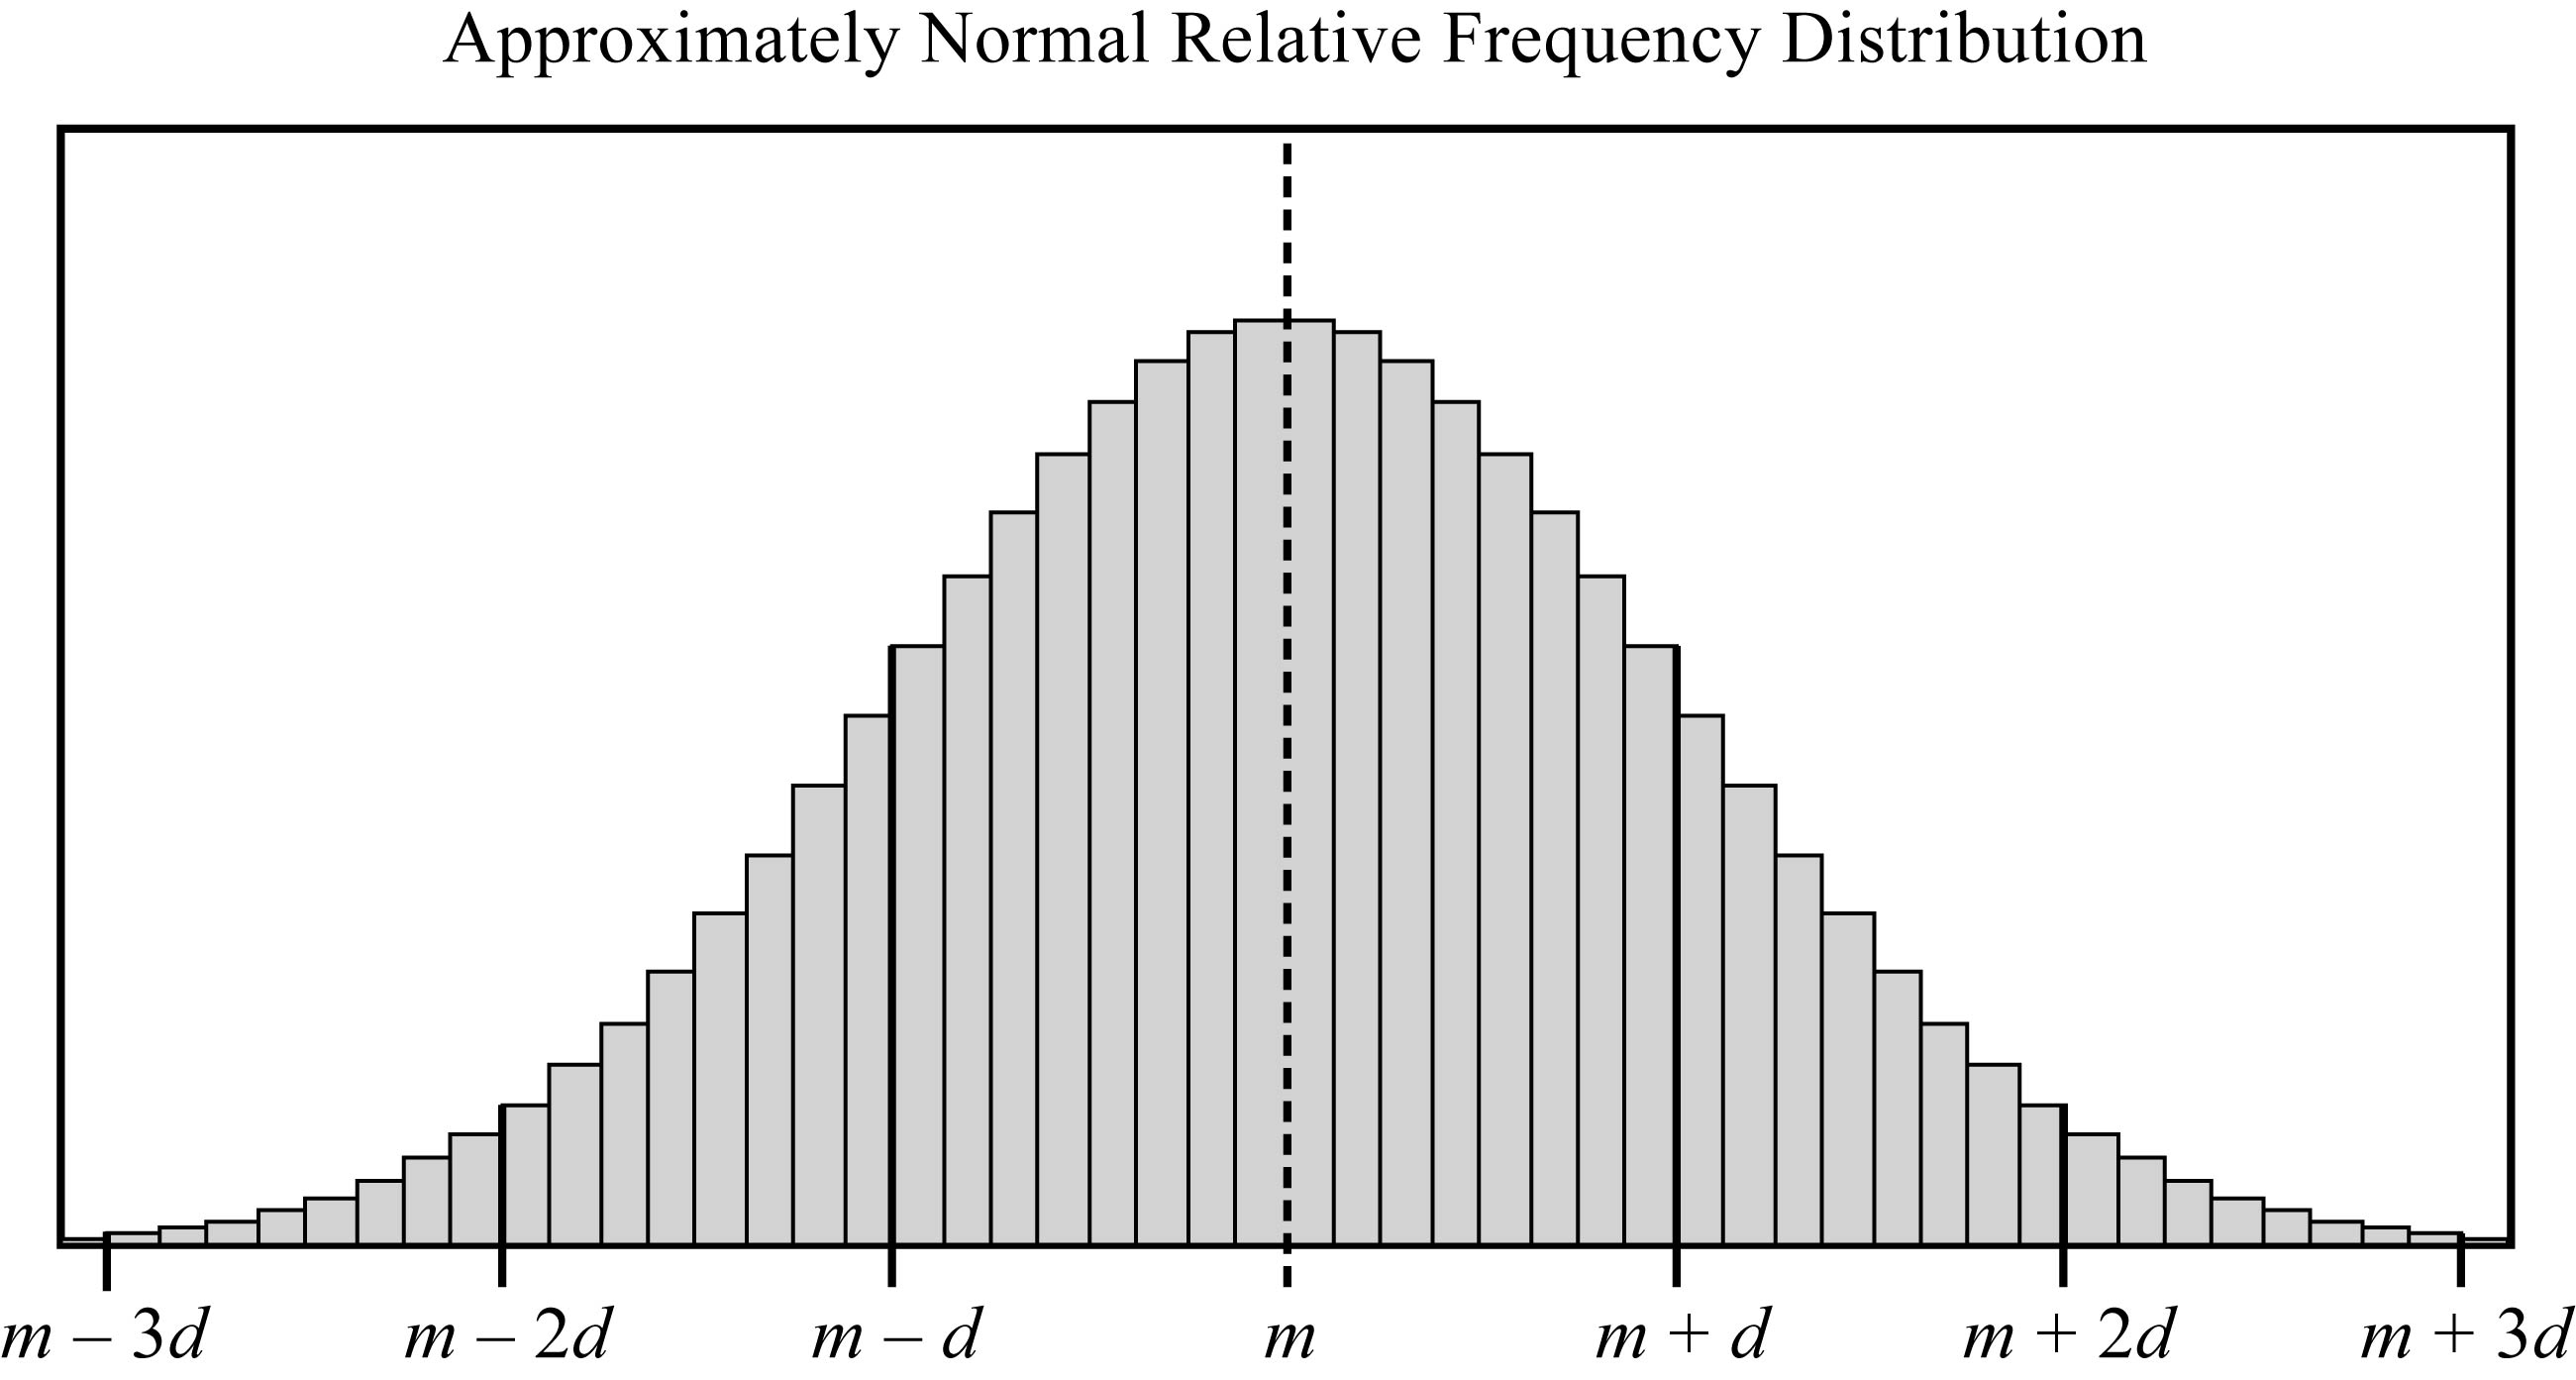 Approximately Normal Relative Frequency Distribution
m – 3d m – 2d m – d m m + d m + 2d m + 3d